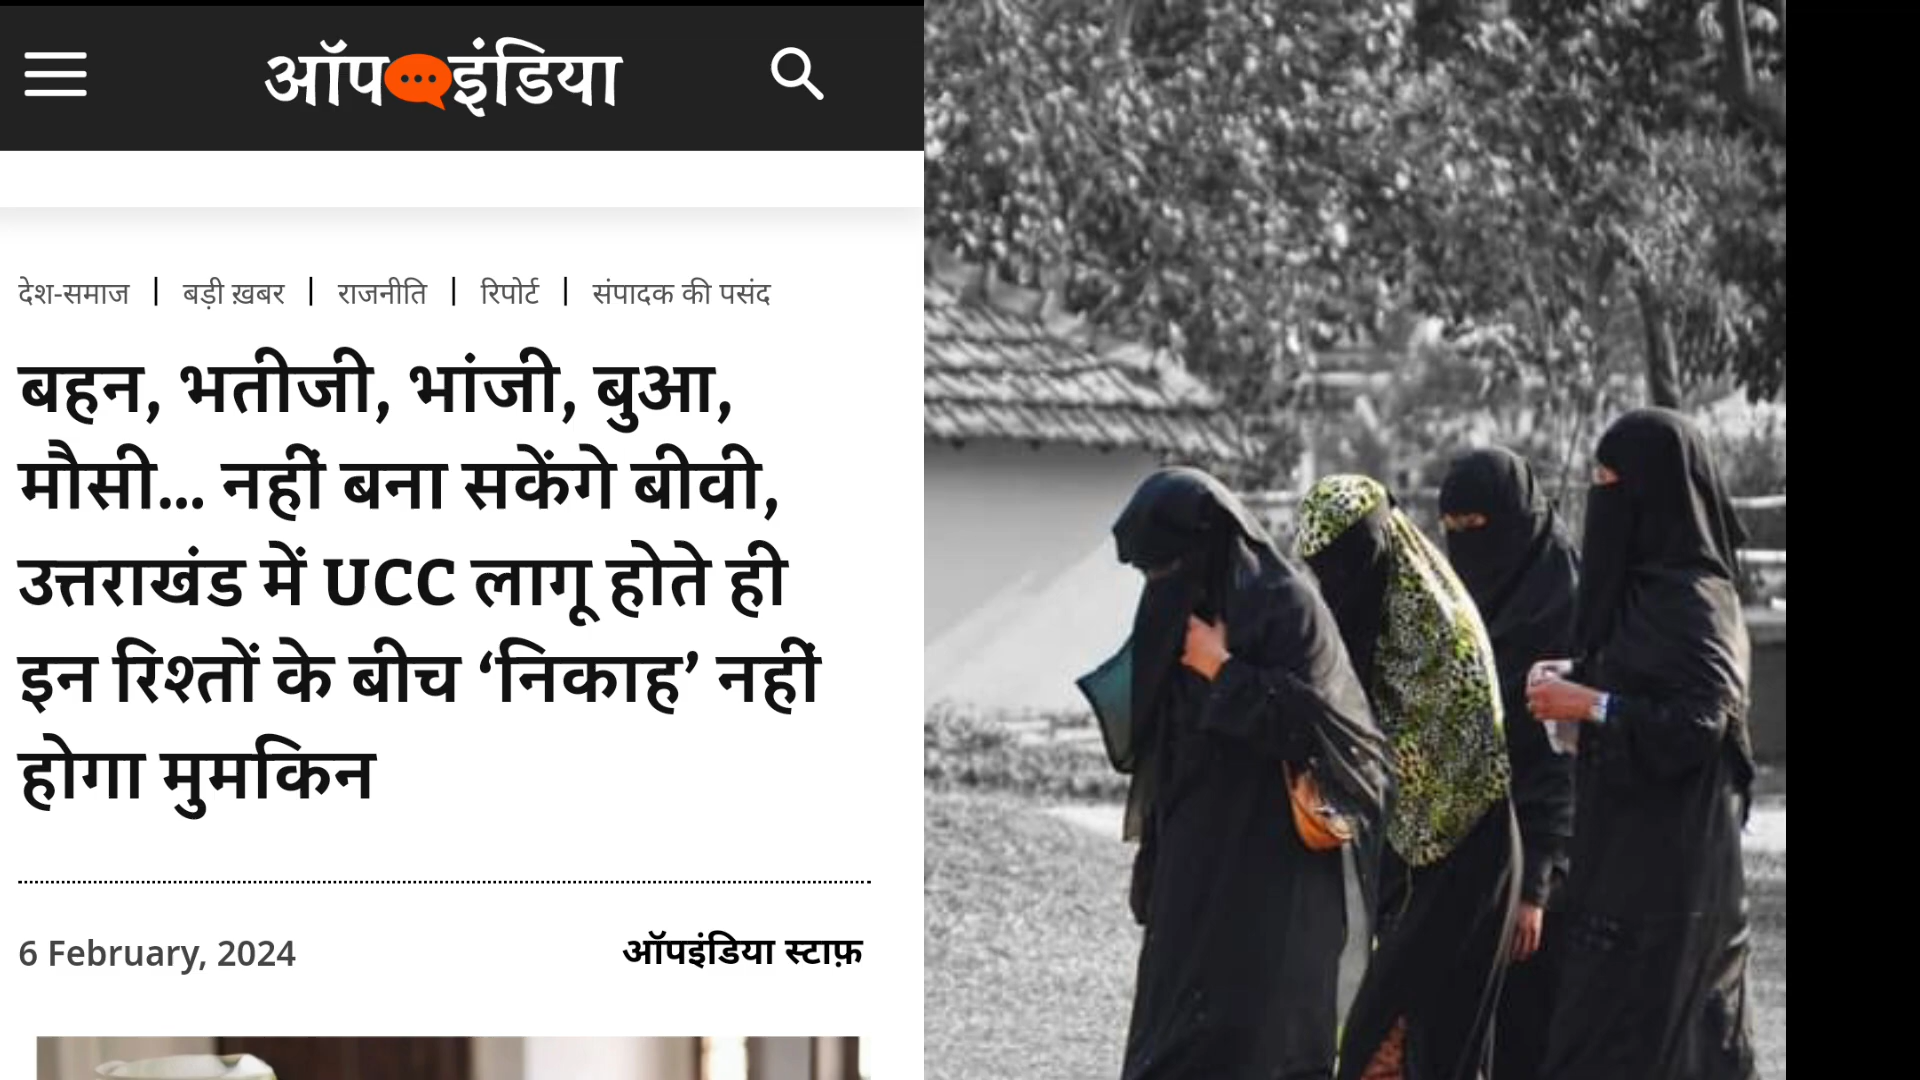 ऑपइंडिया
देश-समाज | बड़ी ख़बर | राजनीति | रिपोर्ट | संपादक की पसंद
बहन, भतीजी, भांजी, बुआ,
मौसी... नहीं बना सकेंगे बीवी,
उत्तराखंड में UCC लागू होते ही
इन रिश्तों के बीच ‘निकाह’ नहीं
होगा मुमकिन
6 February, 2024 ऑपइंडिया स्टाफ़